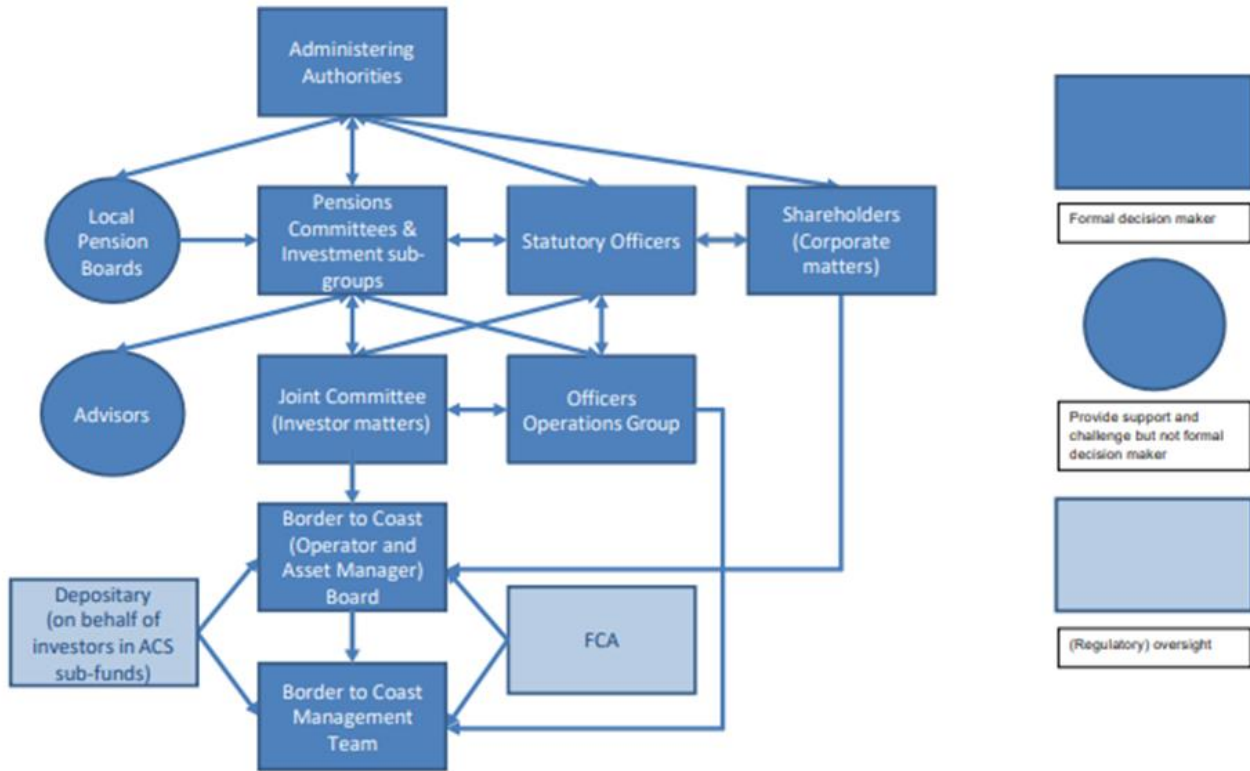 Administering
Authorities
Local
Pension
Boards
Pensions
Committees &
Investment sub-
groups
Statutory Officers
Shareholders
(Corporate
matters)
Advisors
Joint Committee
(Investor matters)
Officers
Operations Group
Border to Coast
(Operator and
Asset Manager)
Board
Depositary
(on behalf of
investors in ACS
sub-funds)
FCA
Border to Coast
Management
Team
Formal decision maker
Provide support and
challenge but not formal
decision maker
(Regulatory) oversight